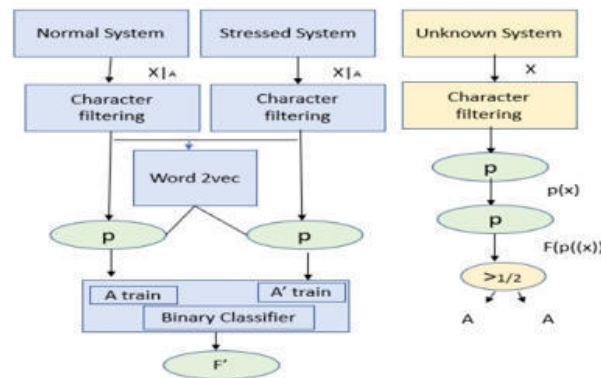 Normal System
Stressed System
Unknown System
X|A
X|A
X
Character
filtering
Character
filtering
Character
filtering
Word 2vec
p
p
p
p(x)
p
F(p((x))
>1/2
A
A
A train
A' train
Binary Classifier
F'